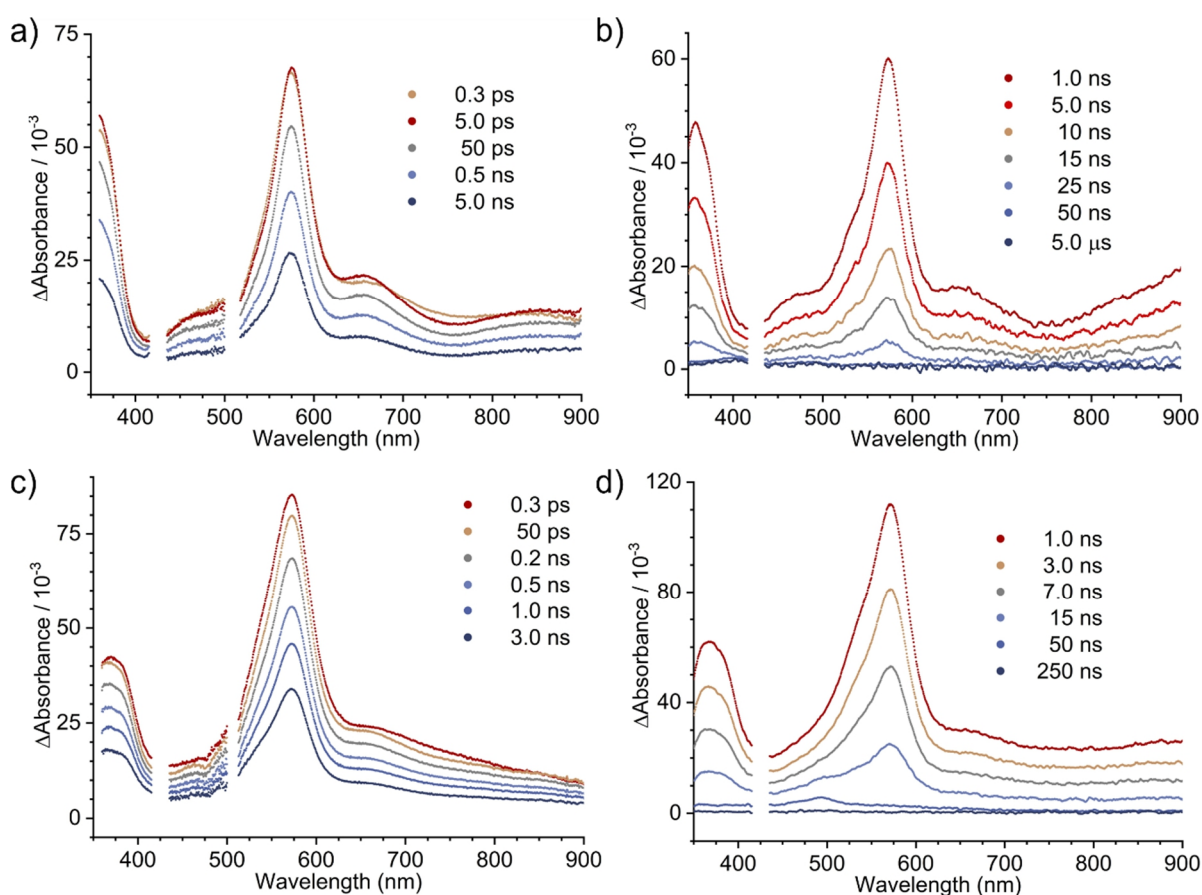 a)
ΔAbsorbance / 10⁻³
75
50
25
0
0.3 ps
5.0 ps
50 ps
0.5 ns
5.0 ns
400 500 600 700 800 900
Wavelength (nm)
b)
ΔAbsorbance / 10⁻³
60
40
20
0
1.0 ns
5.0 ns
10 ns
15 ns
25 ns
50 ns
5.0 μs
400 500 600 700 800 900
Wavelength (nm)
c)
ΔAbsorbance / 10⁻³
75
50
25
0
0.3 ps
50 ps
0.2 ns
0.5 ns
1.0 ns
3.0 ns
400 500 600 700 800 900
Wavelength (nm)
d)
ΔAbsorbance / 10⁻³
120
80
40
0
1.0 ns
3.0 ns
7.0 ns
15 ns
50 ns
250 ns
400 500 600 700 800 900
Wavelength (nm)